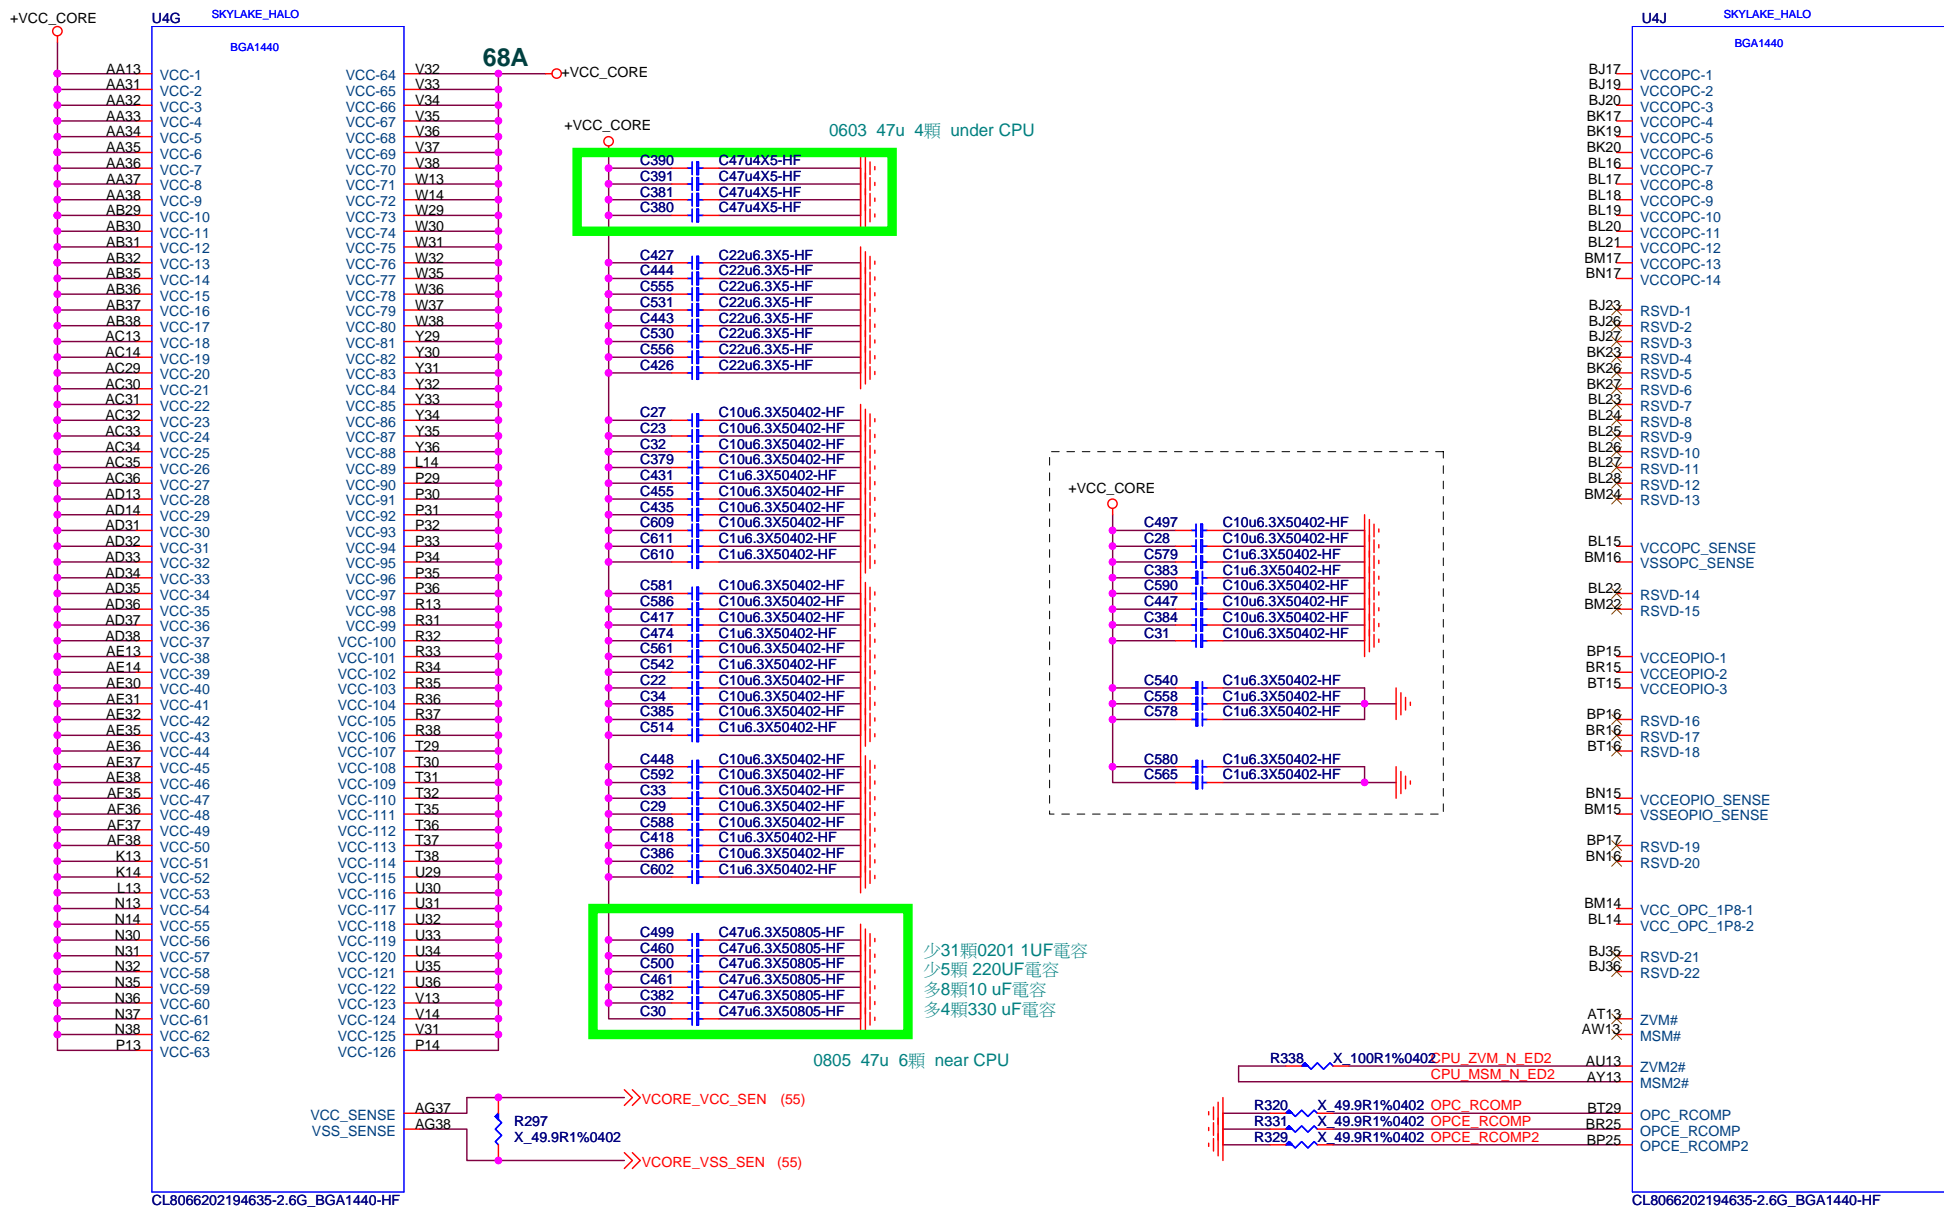 +VCC_CORE
U4G SKYLAKE_HALO
BGA1440
68A
+VCC_CORE
AA13 VCC-1 VCC-64 V32
AA31 VCC-2 VCC-65 V33
AA32 VCC-3 VCC-66 V34
AA33 VCC-4 VCC-67 V35
AA34 VCC-5 VCC-68 V36
AA35 VCC-6 VCC-69 V37
AA36 VCC-7 VCC-70 V38
AA37 VCC-8 VCC-71 W13
AA38 VCC-9 VCC-72 W14
AB29 VCC-10 VCC-73 W29
AB30 VCC-11 VCC-74 W30
AB31 VCC-12 VCC-75 W31
AB32 VCC-13 VCC-76 W32
AB35 VCC-14 VCC-77 W35
AB36 VCC-15 VCC-78 W36
AB37 VCC-16 VCC-79 W37
AB38 VCC-17 VCC-80 W38
AC13 VCC-18 VCC-81 Y29
AC14 VCC-19 VCC-82 Y30
AC29 VCC-20 VCC-83 Y31
AC30 VCC-21 VCC-84 Y32
AC31 VCC-22 VCC-85 Y33
AC32 VCC-23 VCC-86 Y34
AC33 VCC-24 VCC-87 Y35
AC34 VCC-25 VCC-88 Y36
AC35 VCC-26 VCC-89 L14
AC36 VCC-27 VCC-90 P29
AD13 VCC-28 VCC-91 P30
AD14 VCC-29 VCC-92 P31
AD31 VCC-30 VCC-93 P32
AD32 VCC-31 VCC-94 P33
AD33 VCC-32 VCC-95 P34
AD34 VCC-33 VCC-96 P35
AD35 VCC-34 VCC-97 P36
AD36 VCC-35 VCC-98 R13
AD37 VCC-36 VCC-99 R31
AD38 VCC-37 VCC-100 R32
AE13 VCC-38 VCC-101 R33
AE14 VCC-39 VCC-102 R34
AE30 VCC-40 VCC-103 R35
AE31 VCC-41 VCC-104 R36
AE32 VCC-42 VCC-105 R37
AE35 VCC-43 VCC-106 R38
AE36 VCC-44 VCC-107 T29
AE37 VCC-45 VCC-108 T30
AE38 VCC-46 VCC-109 T31
AF35 VCC-47 VCC-110 T32
AF36 VCC-48 VCC-111 T35
AF37 VCC-49 VCC-112 T36
AF38 VCC-50 VCC-113 T37
K13 VCC-51 VCC-114 T38
K14 VCC-52 VCC-115 U29
L13 VCC-53 VCC-116 U30
N13 VCC-54 VCC-117 U31
N14 VCC-55 VCC-118 U32
N30 VCC-56 VCC-119 U33
N31 VCC-57 VCC-120 U34
N32 VCC-58 VCC-121 U35
N35 VCC-59 VCC-122 U36
N36 VCC-60 VCC-123 V13
N37 VCC-61 VCC-124 V14
N38 VCC-62 VCC-125 V31
P13 VCC-63 VCC-126 P14
VCC_SENSE AG37
VSS_SENSE AG38
VCORE_VCC_SEN (55)
R297
X_49.9R1%0402
VCORE_VSS_SEN (55)
CL8066202194635-2.6G_BGA1440-HF
+VCC_CORE
0603 47u 4顆 under CPU
C390 C47u4X5-HF
C391 C47u4X5-HF
C381 C47u4X5-HF
C380 C47u4X5-HF
C427 C22u6.3X5-HF
C444 C22u6.3X5-HF
C555 C22u6.3X5-HF
C531 C22u6.3X5-HF
C443 C22u6.3X5-HF
C530 C22u6.3X5-HF
C556 C22u6.3X5-HF
C426 C22u6.3X5-HF
C27 C10u6.3X50402-HF
C23 C10u6.3X50402-HF
C32 C10u6.3X50402-HF
C379 C10u6.3X50402-HF
C431 C1u6.3X50402-HF
C455 C10u6.3X50402-HF
C435 C10u6.3X50402-HF
C609 C10u6.3X50402-HF
C611 C1u6.3X50402-HF
C610 C1u6.3X50402-HF
C581 C10u6.3X50402-HF
C586 C10u6.3X50402-HF
C417 C10u6.3X50402-HF
C474 C1u6.3X50402-HF
C561 C10u6.3X50402-HF
C542 C1u6.3X50402-HF
C22 C10u6.3X50402-HF
C34 C10u6.3X50402-HF
C385 C10u6.3X50402-HF
C514 C1u6.3X50402-HF
C448 C10u6.3X50402-HF
C592 C10u6.3X50402-HF
C33 C10u6.3X50402-HF
C29 C10u6.3X50402-HF
C588 C10u6.3X50402-HF
C418 C1u6.3X50402-HF
C386 C10u6.3X50402-HF
C602 C1u6.3X50402-HF
C499 C47u6.3X50805-HF
C460 C47u6.3X50805-HF
C500 C47u6.3X50805-HF
C461 C47u6.3X50805-HF
C382 C47u6.3X50805-HF
C30 C47u6.3X50805-HF
少31顆0201 1UF電容
少5顆 220UF電容
多8顆10 uF電容
多4顆330 uF電容
0805 47u 6顆 near CPU
+VCC_CORE
C497 C10u6.3X50402-HF
C28 C10u6.3X50402-HF
C579 C1u6.3X50402-HF
C383 C1u6.3X50402-HF
C590 C10u6.3X50402-HF
C447 C10u6.3X50402-HF
C384 C10u6.3X50402-HF
C31 C10u6.3X50402-HF
C540 C1u6.3X50402-HF
C558 C1u6.3X50402-HF
C578 C1u6.3X50402-HF
C580 C1u6.3X50402-HF
C565 C1u6.3X50402-HF
U4J SKYLAKE_HALO
BGA1440
BJ17 VCCOPC-1
BJ19 VCCOPC-2
BJ20 VCCOPC-3
BK17 VCCOPC-4
BK19 VCCOPC-5
BK20 VCCOPC-6
BL16 VCCOPC-7
BL17 VCCOPC-8
BL18 VCCOPC-9
BL19 VCCOPC-10
BL20 VCCOPC-11
BL21 VCCOPC-12
BM17 VCCOPC-13
BN17 VCCOPC-14
BJ23 RSVD-1
BJ26 RSVD-2
BJ27 RSVD-3
BK23 RSVD-4
BK26 RSVD-5
BK27 RSVD-6
BL23 RSVD-7
BL24 RSVD-8
BL25 RSVD-9
BL26 RSVD-10
BL27 RSVD-11
BL28 RSVD-12
BM24 RSVD-13
BL15 VCCOPC_SENSE
BM16 VSSOPC_SENSE
BL22 RSVD-14
BM22 RSVD-15
BP15 VCCEOPIO-1
BR15 VCCEOPIO-2
BT15 VCCEOPIO-3
BP16 RSVD-16
BR16 RSVD-17
BT16 RSVD-18
BN15 VCCEOPIO_SENSE
BM15 VSSEOPIO_SENSE
BP17 RSVD-19
BN16 RSVD-20
BM14 VCC_OPC_1P8-1
BL14 VCC_OPC_1P8-2
BJ35 RSVD-21
BJ36 RSVD-22
AT13 ZVM#
AW13 MSM#
R338 X_100R1%0402 CPU_ZVM_N_ED2 AU13 ZVM2#
CPU_MSM_N_ED2 AY13 MSM2#
R320 X_49.9R1%0402 OPC_RCOMP BT29 OPC_RCOMP
R331 X_49.9R1%0402 OPCE_RCOMP BR25 OPCE_RCOMP
R329 X_49.9R1%0402 OPCE_RCOMP2 BP25 OPCE_RCOMP2
CL8066202194635-2.6G_BGA1440-HF